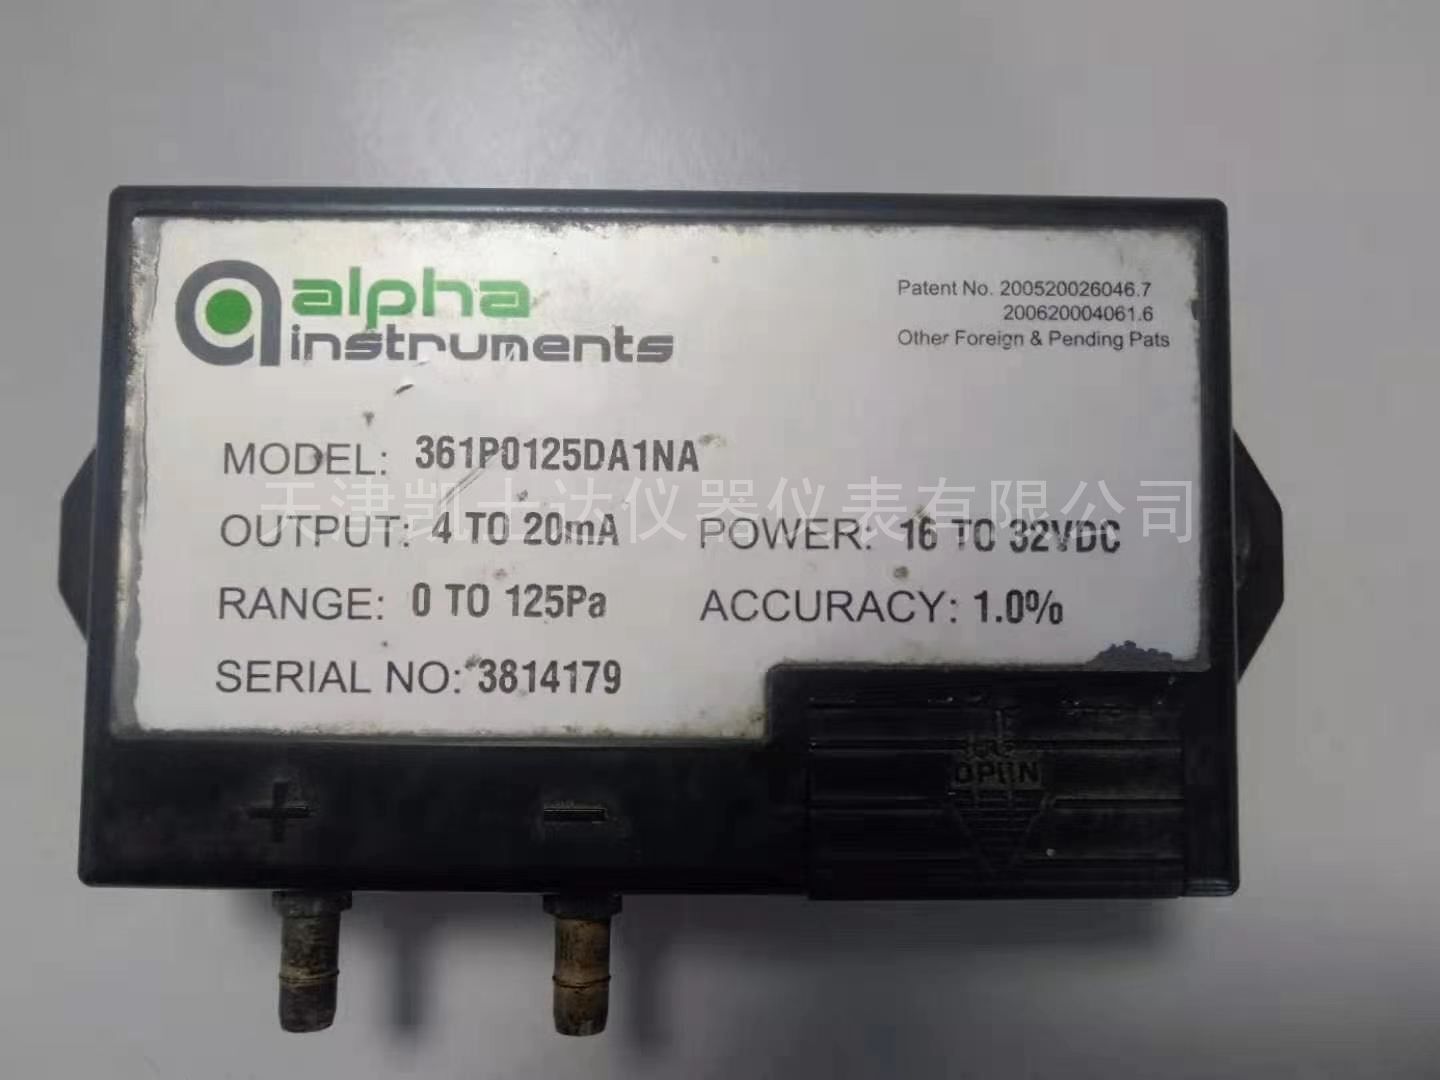 alpha
instruments
Patent No. 200520026046.7
200620004061.6
Other Foreign & Pending Pats
MODEL: 361P0125DA1NA
天津凯士达仪器仪表有限公司
OUTPUT: 4 TO 20mA POWER: 16 TO 32VDC
RANGE: 0 TO 125Pa ACCURACY: 1.0%
SERIAL NO: 3814179
+ −
OPEN